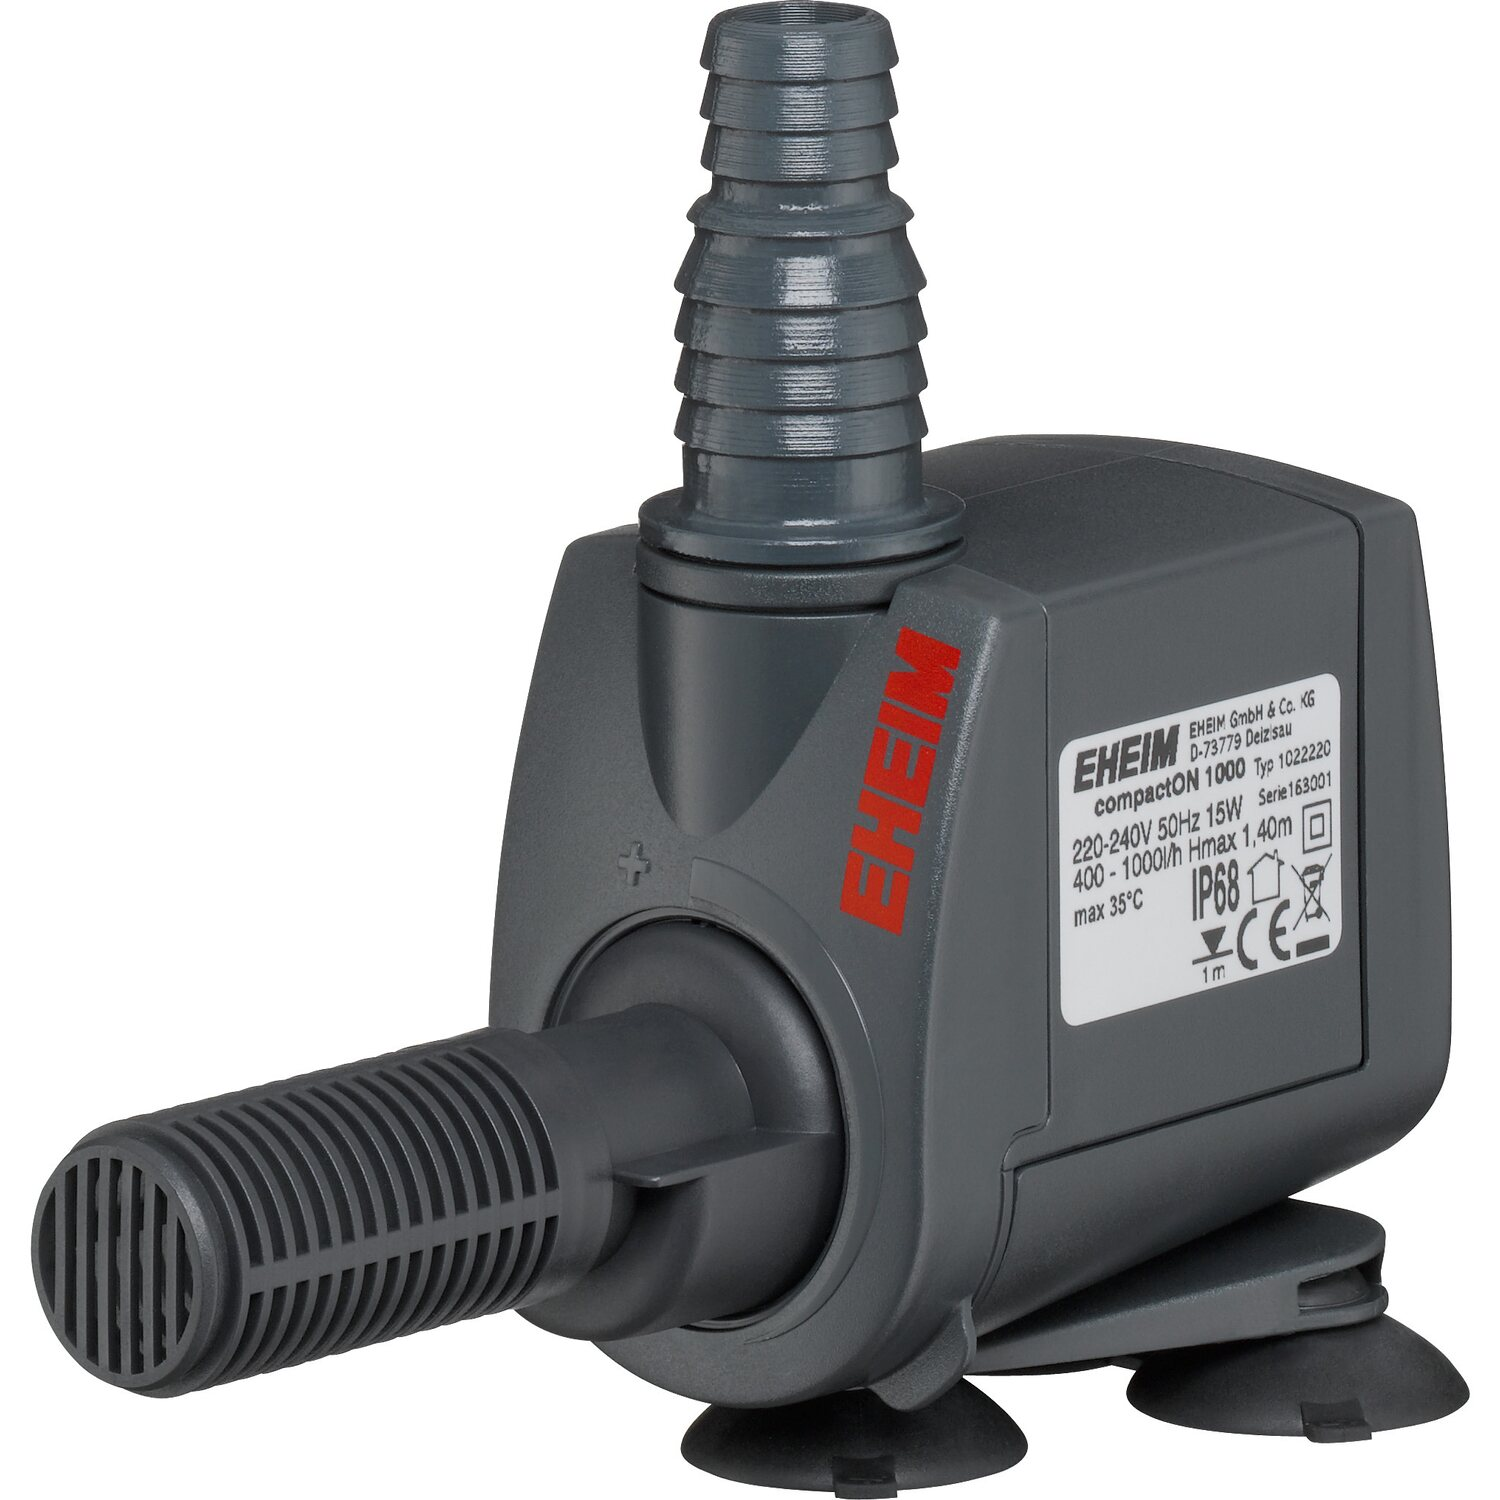 EHEIM
EHEIM EHEIM GmbH & Co. KG
D-73779 Deizisau
compactON 1000 Typ 1022220
220-240V 50Hz 15W Serie163001
400 - 1000l/h Hmax 1,40m
max 35°C IP68
1m CE